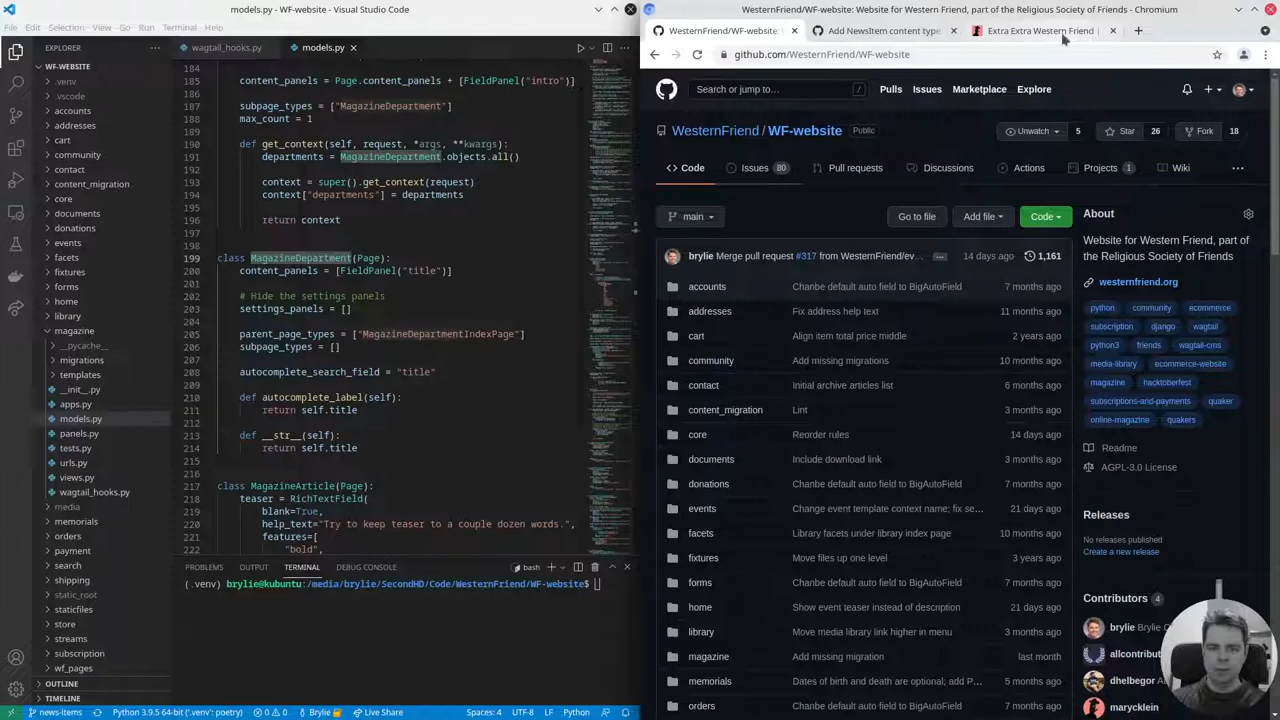 models.py - WF-website - Visual Studio Code
File Edit Selection View Go Run Terminal Help
EXPLORER
wagtail_hooks.py
models.py
WF-WEBSITE
.venv
.vscode
accounts
addresses
cart
community
contact
content_migration
core
documents
donations
events
facets
fixtures
forms
home
library
magazine
migrations
templates
__init__.py
apps.py
models.py
panels.py
tests.py
urls.py
views.py
wagtail_hooks.py
media
memorials
orders
payment
search
shipping
static_root
staticfiles
store
streams
subscription
wf_pages
OUTLINE
TIMELINE
184
185 content_panels = Page.content_panels + [FieldPanel("intro")]
186
187 subpage_types = ["MagazineDepartment"]
188 max_count = 1
189
190 def get_context(self, request, *args, **kwargs):
191 departments = MagazineDepartment.objects.all()
192
193 context = super().get_context(request)
194 context["departments"] = departments
195
196 return context
197
198
199 class MagazineDepartment(Page):
200 content_panels = [FieldPanel("title")]
201
202 # Hide the settings panels
203 settings_panels = []
204
205 parent_page_types = ["MagazineDepartmentIndexPage"]
206 subpage_types = []
207
208 autocomplete_search_field = "title"
209
210 def autocomplete_label(self):
211 return self.title
212
213 def __str__(self):
214 return self.title
215
216
217 class MagazineArticle(Page):
218 teaser = RichTextField(
219 blank=True,
220 help_text="Try to keep teaser to a couple dozen words.",
221 features=[
222 "bold",
PROBLEMS OUTPUT TERMINAL DEBUG CONSOLE
bash
(.venv) brylie@kubuntu:/media/brylie/SecondHD/Code/WesternFriend/WF-website$
news-items Python 3.9.5 64-bit ('.venv': poetry) 0 0 Brylie Live Share Spaces: 4 UTF-8 LF Python
WesternFriend/WF-website: Website for Western Friend, part of the Religious Society of Friends - Chromium
WesternFriend/WF-website:
Add NewsItem content type
Extra Extra Western Friend |
github.com/WesternFriend/WF-website
Search or jump to... /
Pulls Issues Marketplace Explore
WesternFriend / WF-website Public
Unwatch 5
Star 26
Fork 18
Code
Issues 80
Pull requests
Discussions
Actions
Projects
Wiki
main
Go to file
Add file
Code
brylie Merge pull request #317 from WesternFriend/ev... 14 days ago 1,161
accounts Chanbe default auto field to BigAutoField 7 months ago
addresses Fix address help text 11 months ago
cart Align item total price middle 2 years ago
community Add missing migrations 10 months ago
contact Initial archive articles list 6 months ago
content_migration Lint 3 months ago
core Reorder rules 14 days ago
documents Include download link 3 months ago
donations Chanbe default auto field to BigAutoField 7 months ago
events Change event template context name; fix se... 21 days ago
facets Library facets under library index page 10 months ago
fixtures Move files up one level 3 years ago
forms Chanbe default auto field to BigAutoField 7 months ago
home Show event teaser instead of description 21 days ago
library Move media library link higher in menu 3 months ago
magazine Add missing migration last month
memorials Dates of birth and death are optional; add P... 3 months ago
orders Chanbe default auto field to BigAutoField 7 months ago
About
Website for Western Friend, part of
the Religious Society of Friends
westernfriend.org
python community ecommerce
subscription django wagtail
python3 friends wagtail-cms
media-library ecommerce-website
magazine hacktoberfest
subscriptions-and-payments quaker
online-magazine quakers
Readme
AGPL-3.0 License
Releases
No releases published
Create a new release
Contributors 4
brylie Brylie
allcontribut
dhelbegor
marycklein